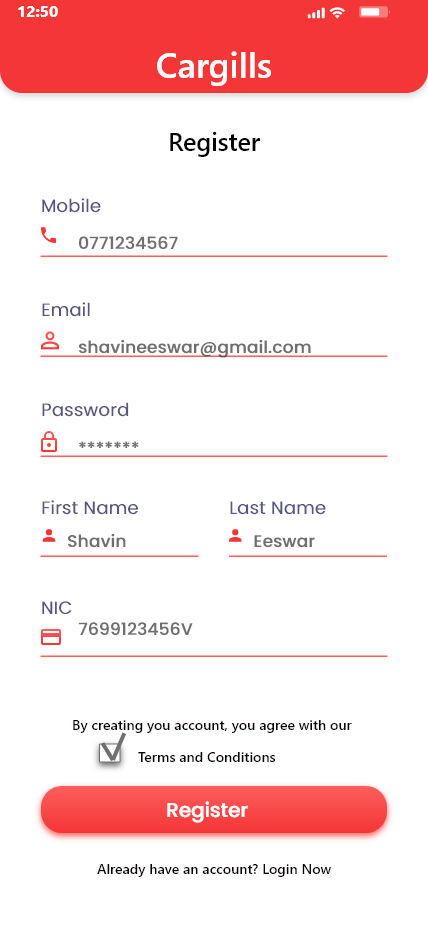 12:50
Cargills
Register
Mobile
0771234567
Email
shavineeswar@gmail.com
Password
*******
First Name Last Name
Shavin Eeswar
NIC
7699123456V
By creating you account, you agree with our
Terms and Conditions
Register
Already have an account? Login Now